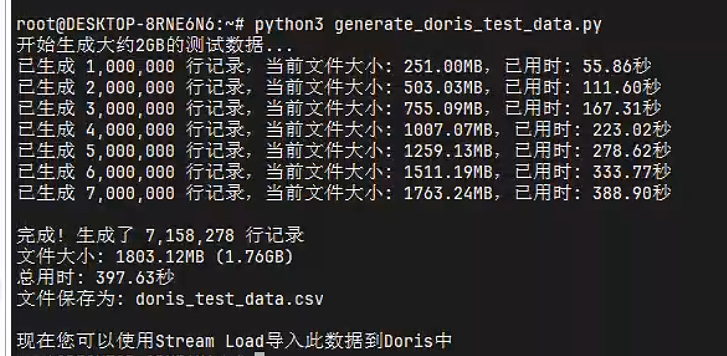 root@DESKTOP-8RNE6N6:~# python3 generate_doris_test_data.py
开始生成大约2GB的测试数据...
已生成 1,000,000 行记录，当前文件大小: 251.00MB，已用时: 55.86秒
已生成 2,000,000 行记录，当前文件大小: 503.03MB，已用时: 111.60秒
已生成 3,000,000 行记录，当前文件大小: 755.09MB，已用时: 167.31秒
已生成 4,000,000 行记录，当前文件大小: 1007.07MB，已用时: 223.02秒
已生成 5,000,000 行记录，当前文件大小: 1259.13MB，已用时: 278.62秒
已生成 6,000,000 行记录，当前文件大小: 1511.19MB，已用时: 333.77秒
已生成 7,000,000 行记录，当前文件大小: 1763.24MB，已用时: 388.90秒
完成! 生成了 7,158,278 行记录
文件大小: 1803.12MB (1.76GB)
总用时: 397.63秒
文件保存为: doris_test_data.csv
现在您可以使用Stream Load导入此数据到Doris中